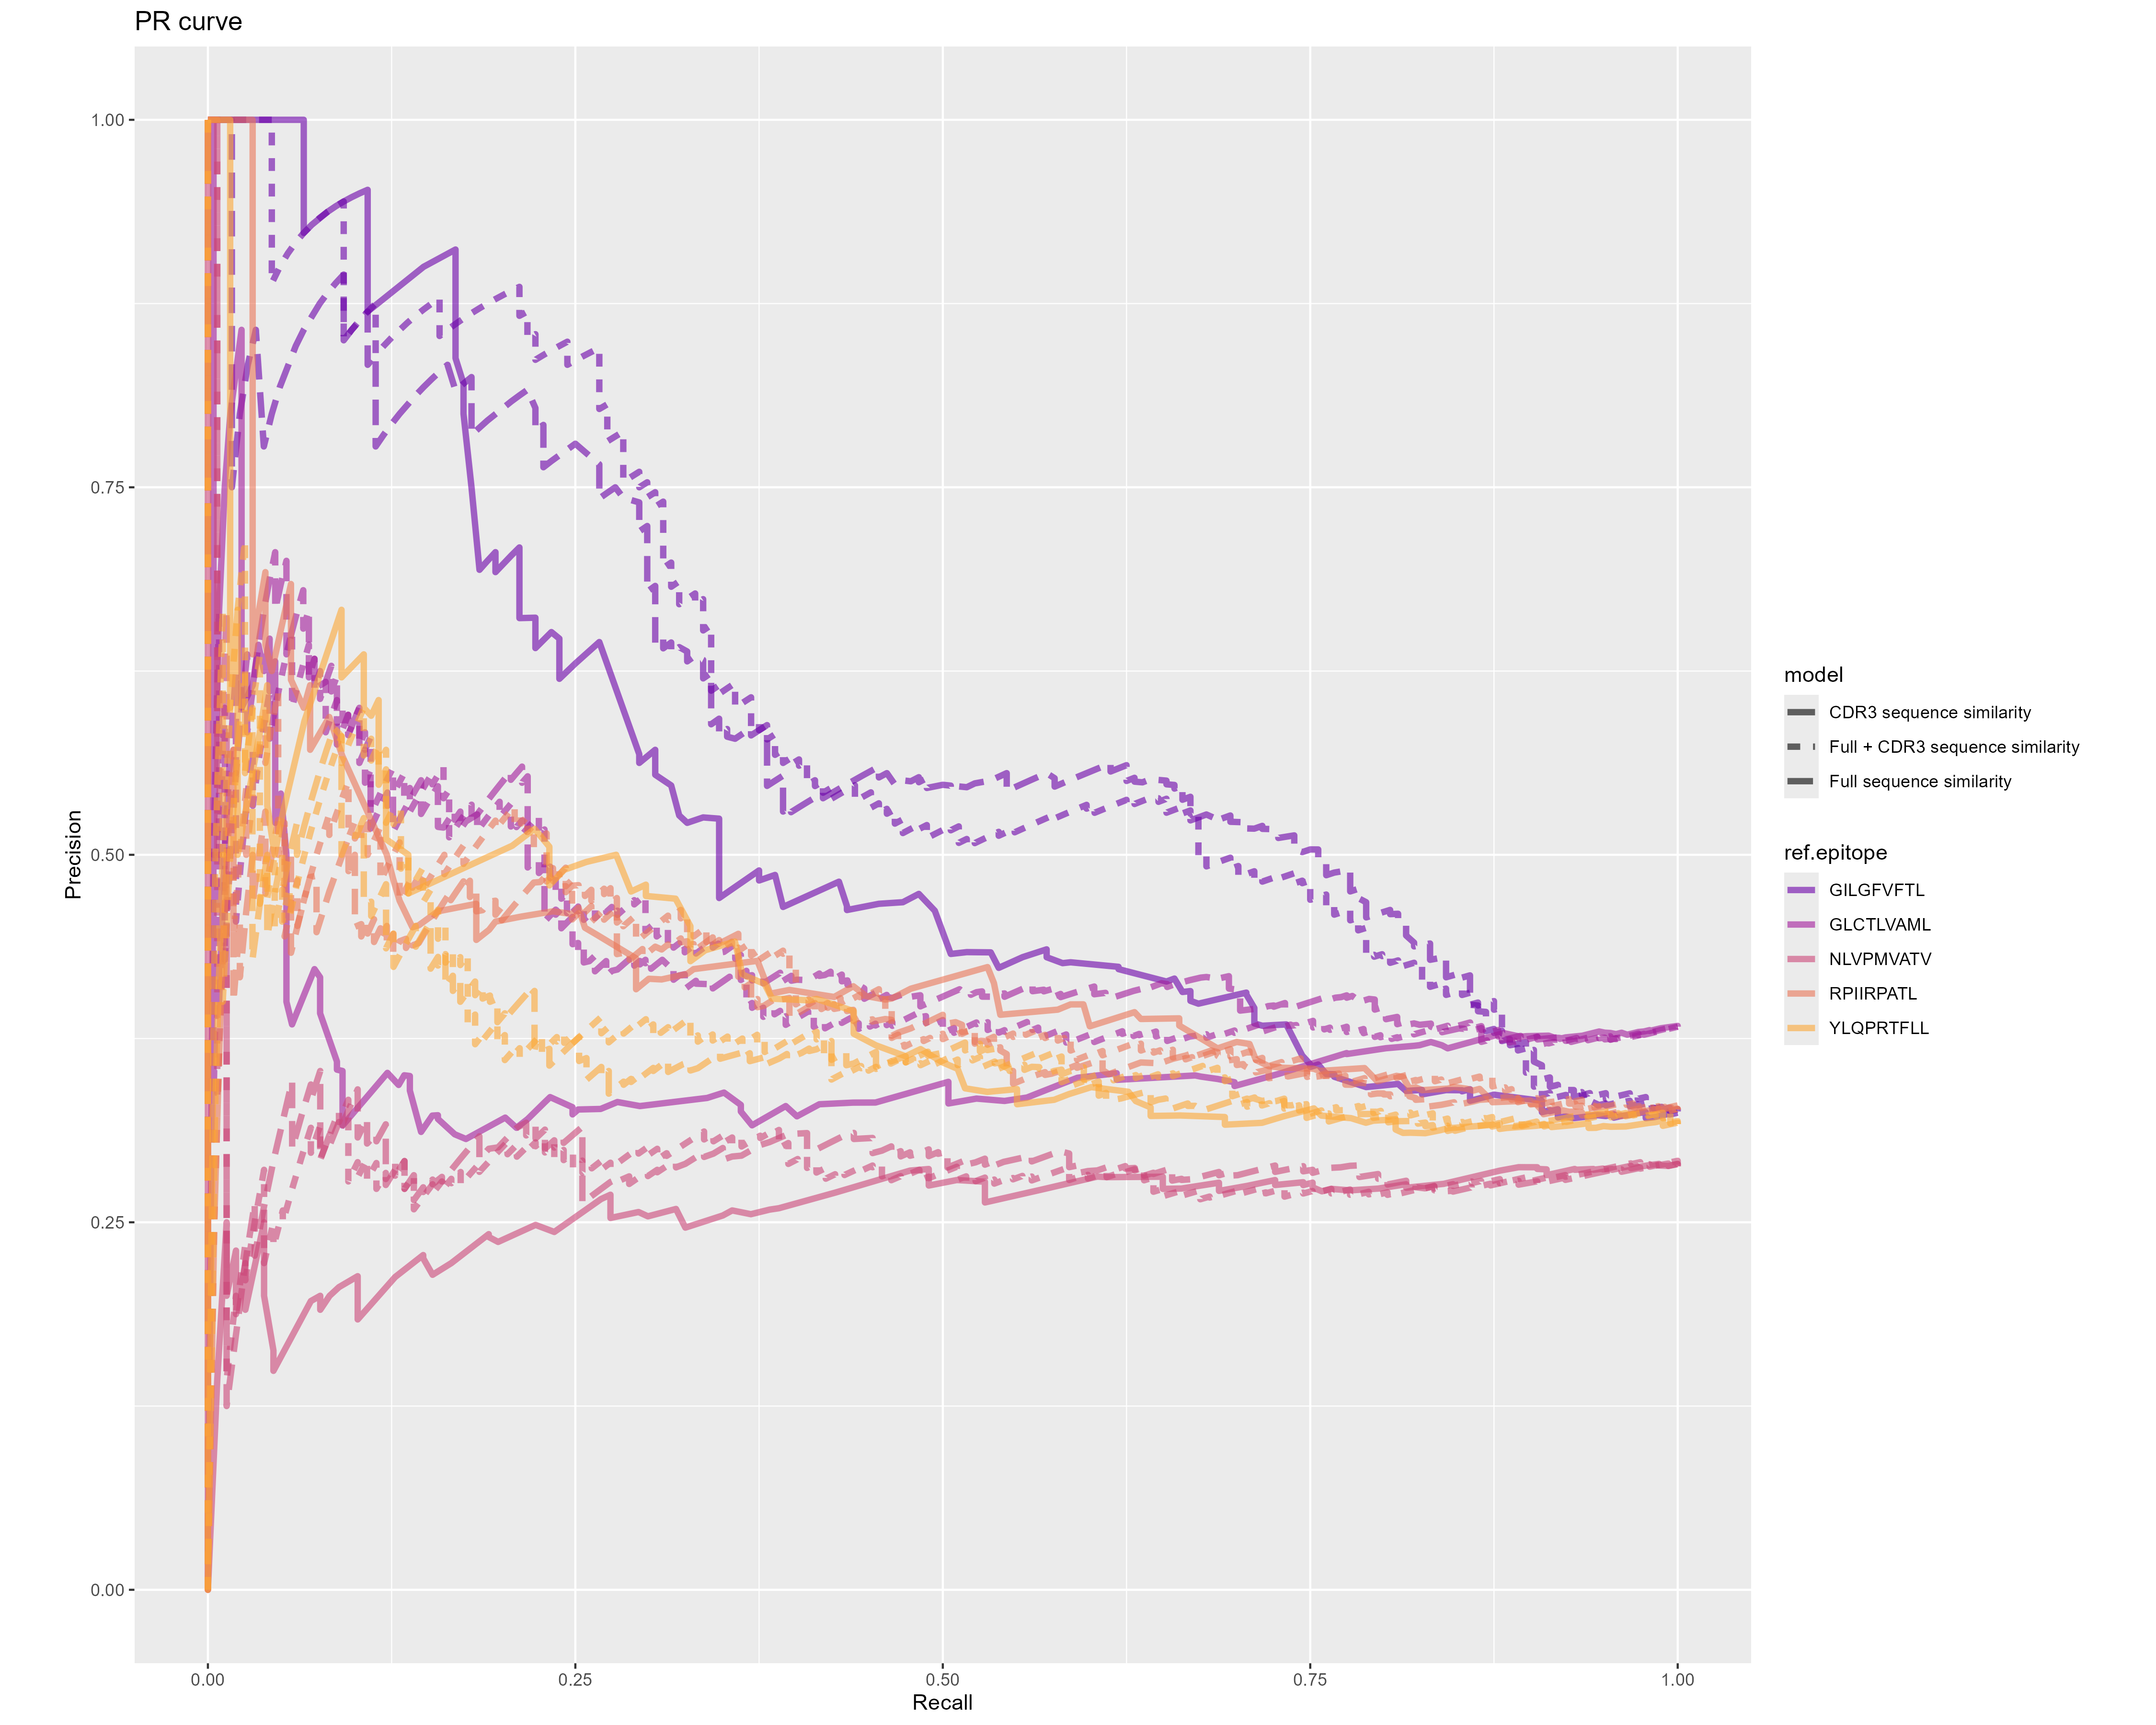 PR curve
1.00
0.75
0.50
0.25
0.00
Precision
0.00
0.25
0.50
0.75
1.00
Recall
model
CDR3 sequence similarity
Full + CDR3 sequence similarity
Full sequence similarity
ref.epitope
GILGFVFTL
GLCTLVAML
NLVPMVATV
RPIIRPATL
YLQPRTFLL